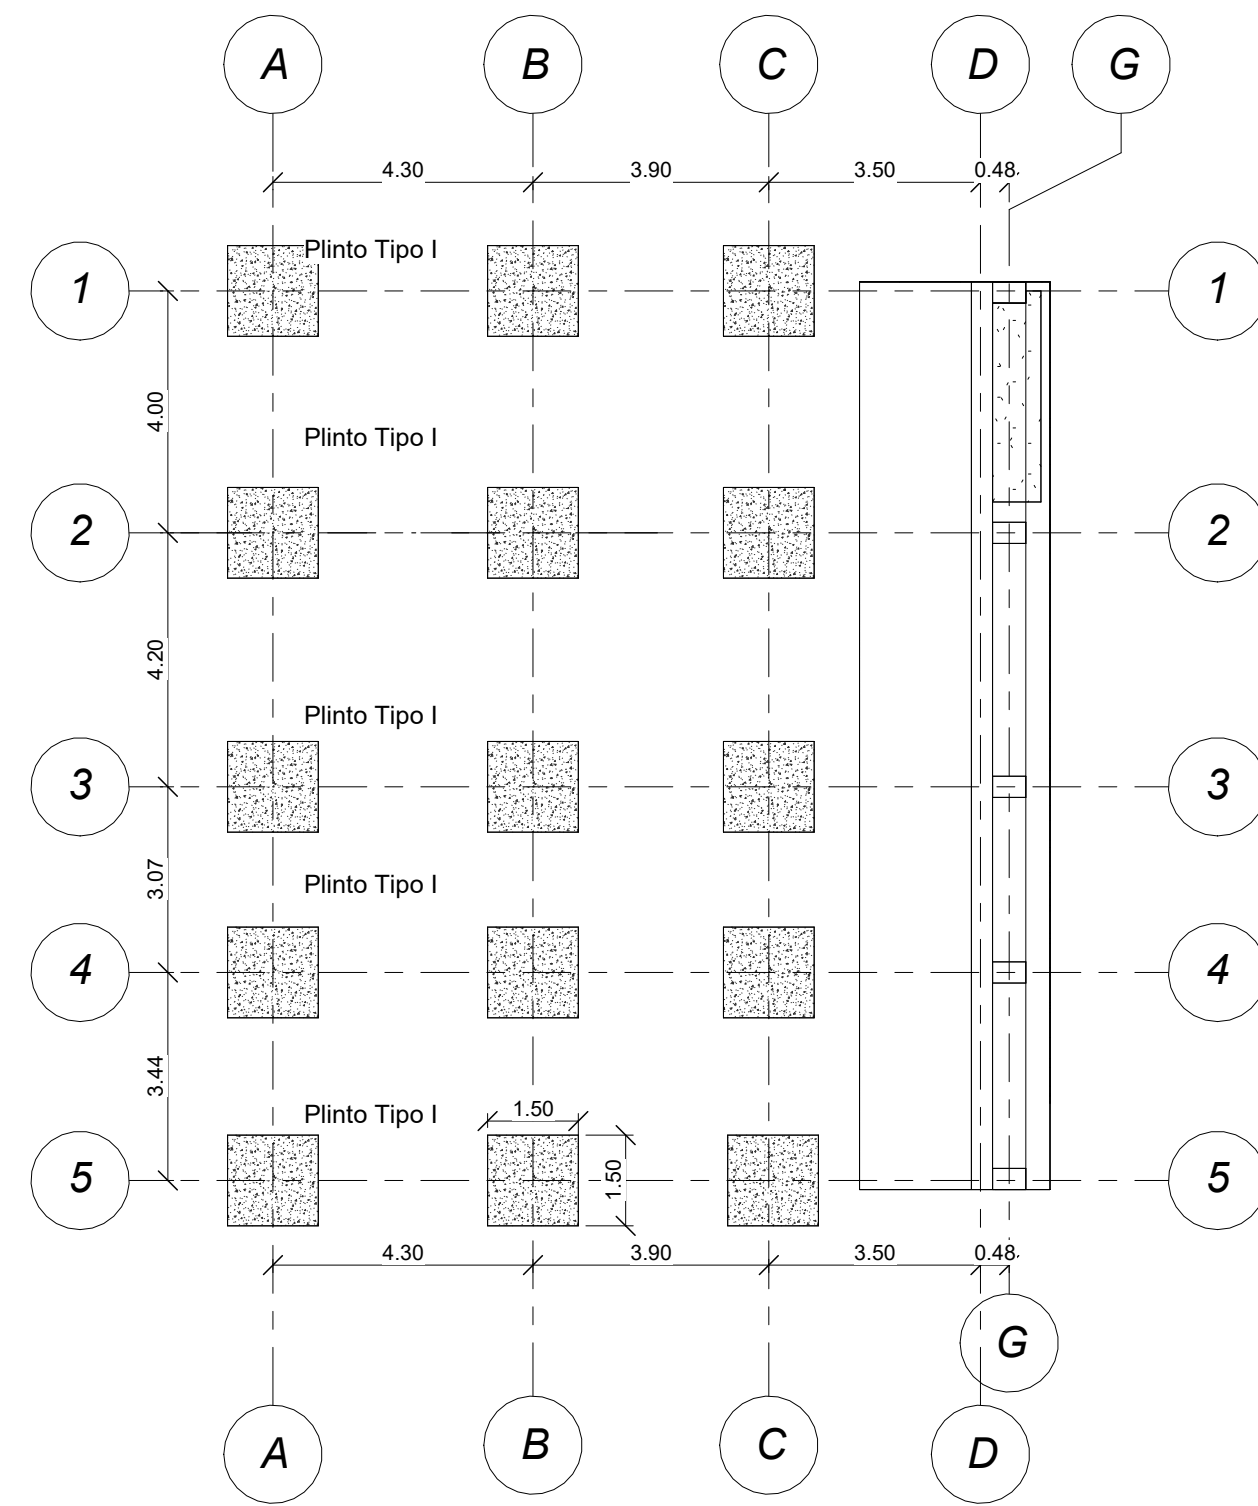 A B C D G
4.30 3.90 3.50 0.48
Plinto Tipo I
1 1
4.00
Plinto Tipo I
2 2
4.20
Plinto Tipo I
3 3
3.07
Plinto Tipo I
4 4
3.44
Plinto Tipo I
1.50
5 1.50 5
4.30 3.90 3.50 0.48
G
A B C D